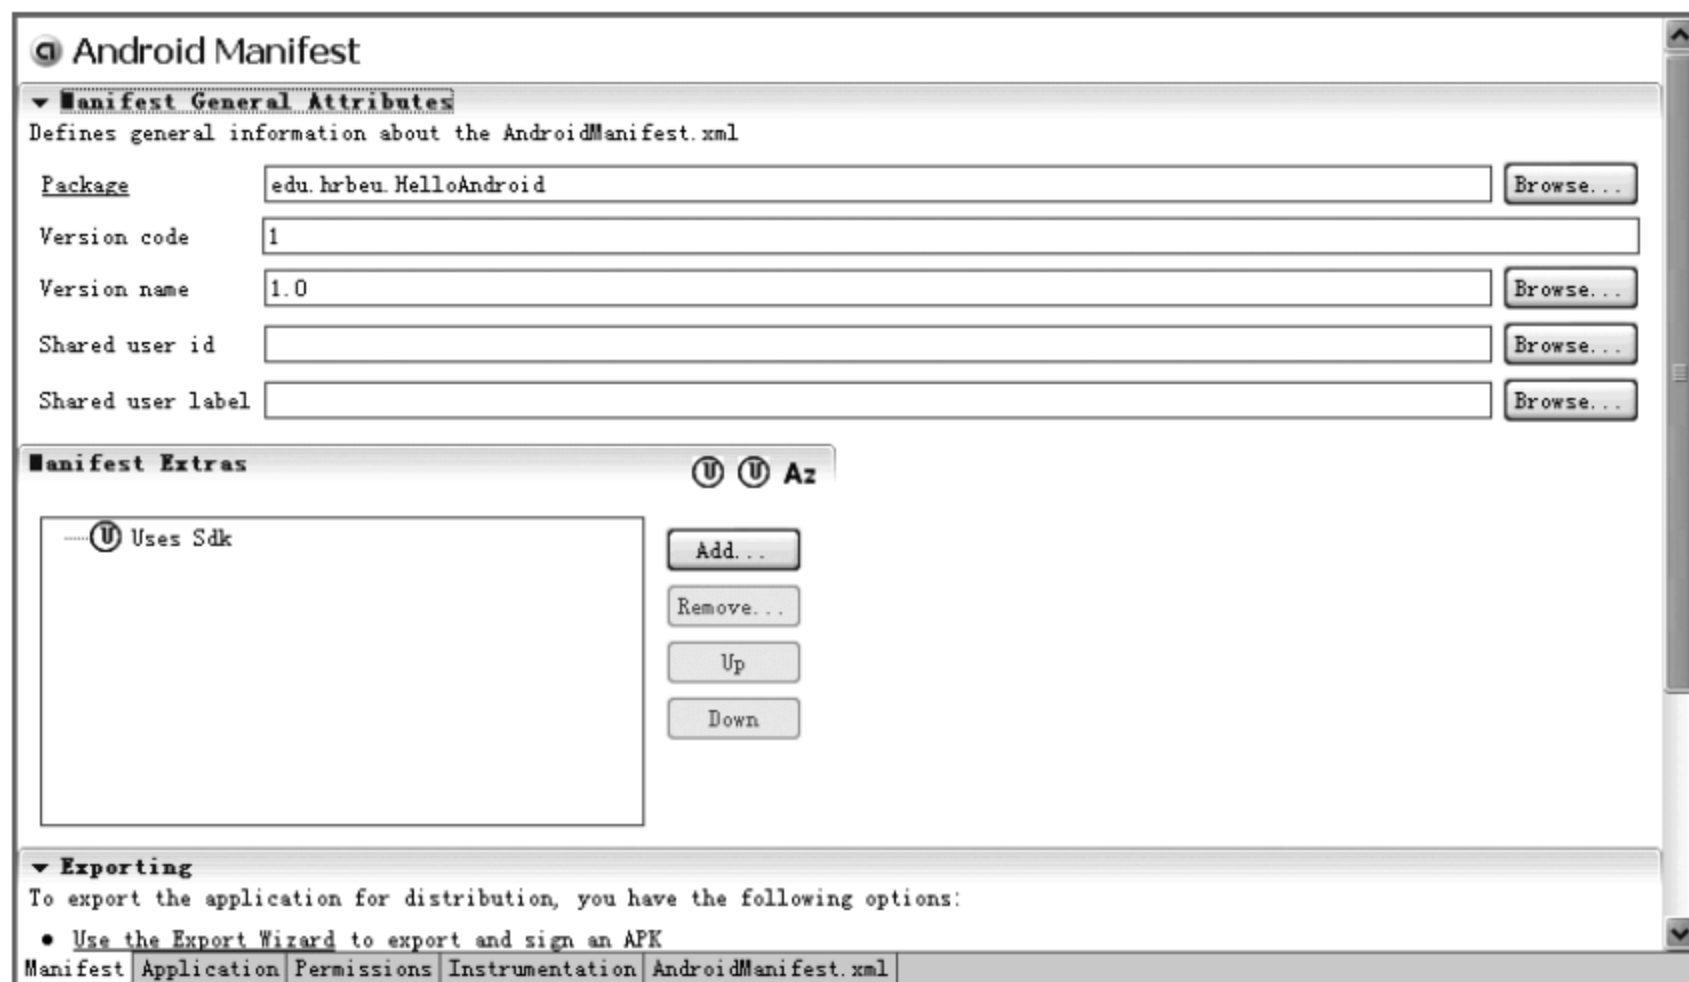 Android Manifest
Manifest General Attributes
Defines general information about the AndroidManifest.xml
Package edu.hrbeu.HelloAndroid Browse...
Version code 1
Version name 1.0 Browse...
Shared user id Browse...
Shared user label Browse...
Manifest Extras U U Az
U Uses Sdk
Add...
Remove...
Up
Down
Exporting
To export the application for distribution, you have the following options:
• Use the Export Wizard to export and sign an APK
Manifest Application Permissions Instrumentation AndroidManifest.xml